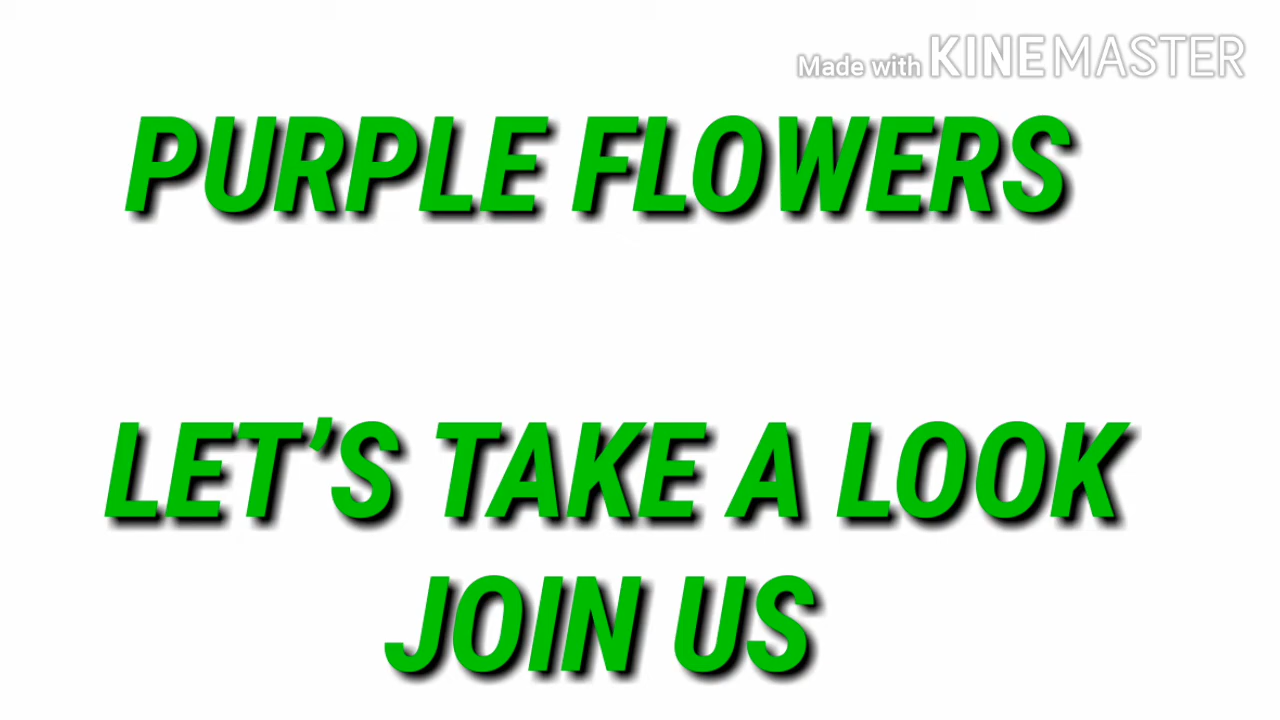 Made with KINEMASTER
PURPLE FLOWERS
LET’S TAKE A LOOK
JOIN US